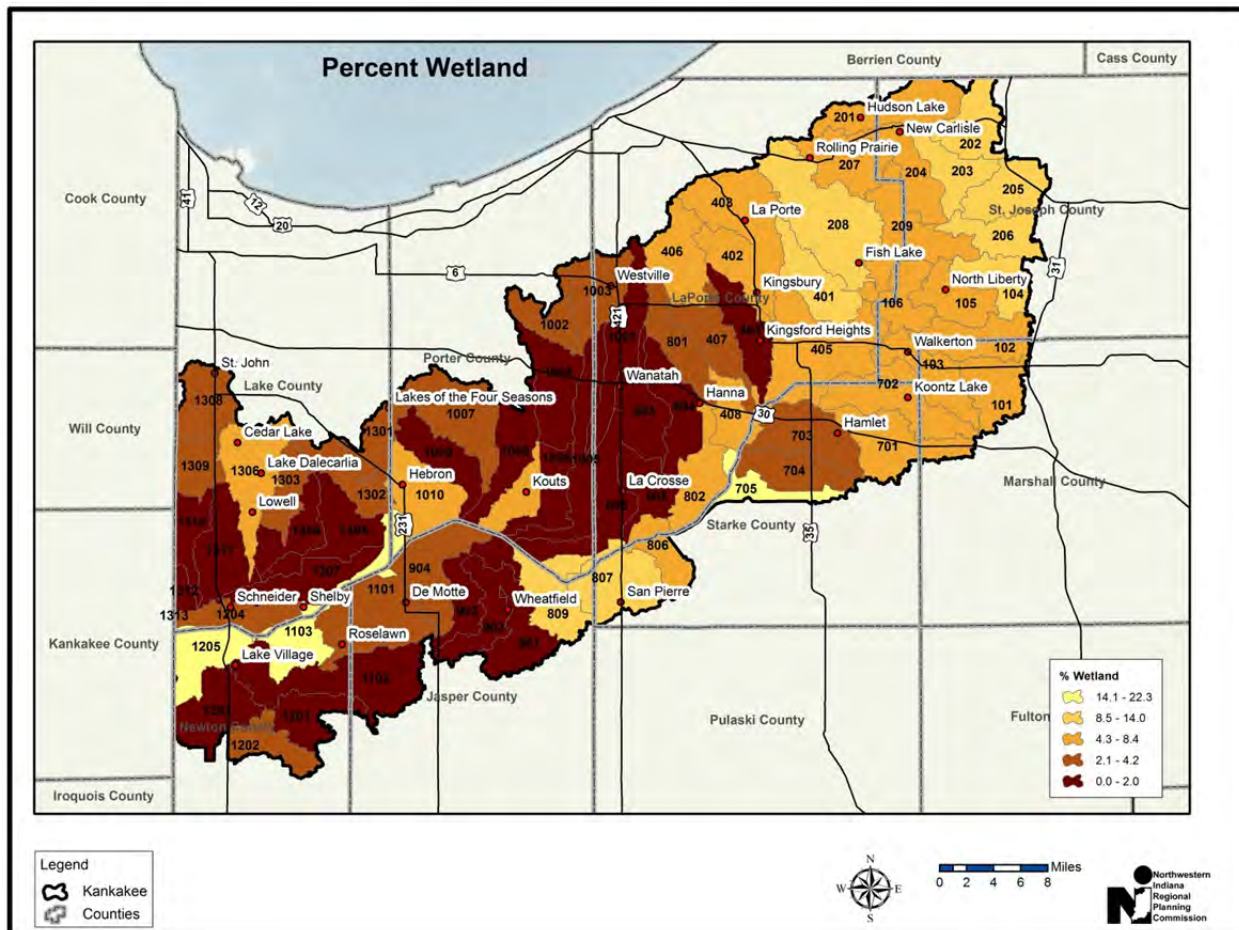 Percent Wetland
Berrien County
Cass County
Hudson Lake
201
New Carlisle
202
Rolling Prairie
207
204
203
205
Cook County
41
12
20
403
La Porte
208
209
St. Joseph County
206
31
6
406
402
Fish Lake
Westville
1003
Kingsbury
LaPorte County
401
106
North Liberty
105
104
421
1002
801
407
Kingsford Heights
405
Walkerton
103
102
Porter County
St. John
Lake County
1308
Wanatah
702
Koontz Lake
101
Lakes of the Four Seasons
1007
Hanna
408
30
Will County
1301
703
Hamlet
701
Cedar Lake
1309
1306
Lake Dalecarlia
1303
704
Hebron
1302
1010
Kouts
La Crosse
802
705
Marshall County
Lowell
231
Starke County
35
806
904
1101
807
1307
Schneider
Shelby
De Motte
Wheatfield
San Pierre
1313
1204
809
Kankakee County
1103
1205
Roselawn
Lake Village
Jasper County
901
1201
Newton County
1202
Pulaski County
Fulton
Iroquois County
% Wetland
14.1 - 22.3
8.5 - 14.0
4.3 - 8.4
2.1 - 4.2
0.0 - 2.0
Legend
Kankakee
Counties
N
W
E
S
Miles
0 2 4 6 8
Northwestern
Indiana
Regional
Planning
Commission